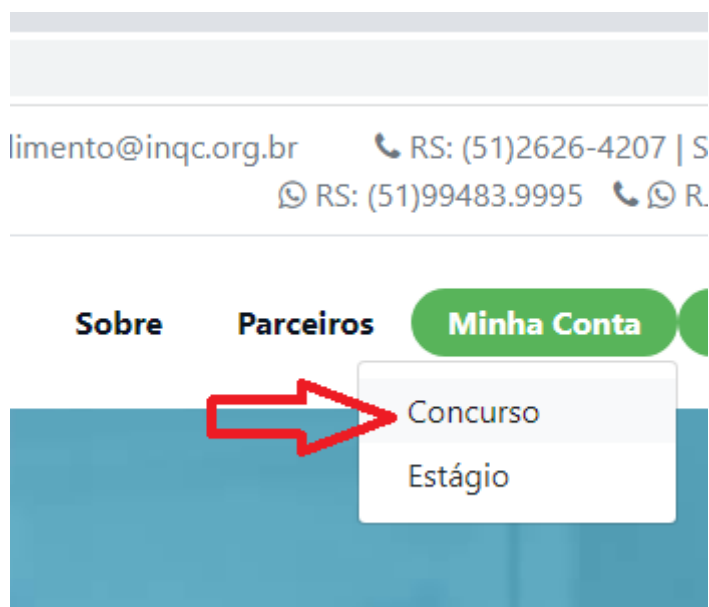 limento@inqc.org.br RS: (51)2626-4207 | S
RS: (51)99483.9995 R.
Sobre Parceiros Minha Conta
Concurso
Estágio